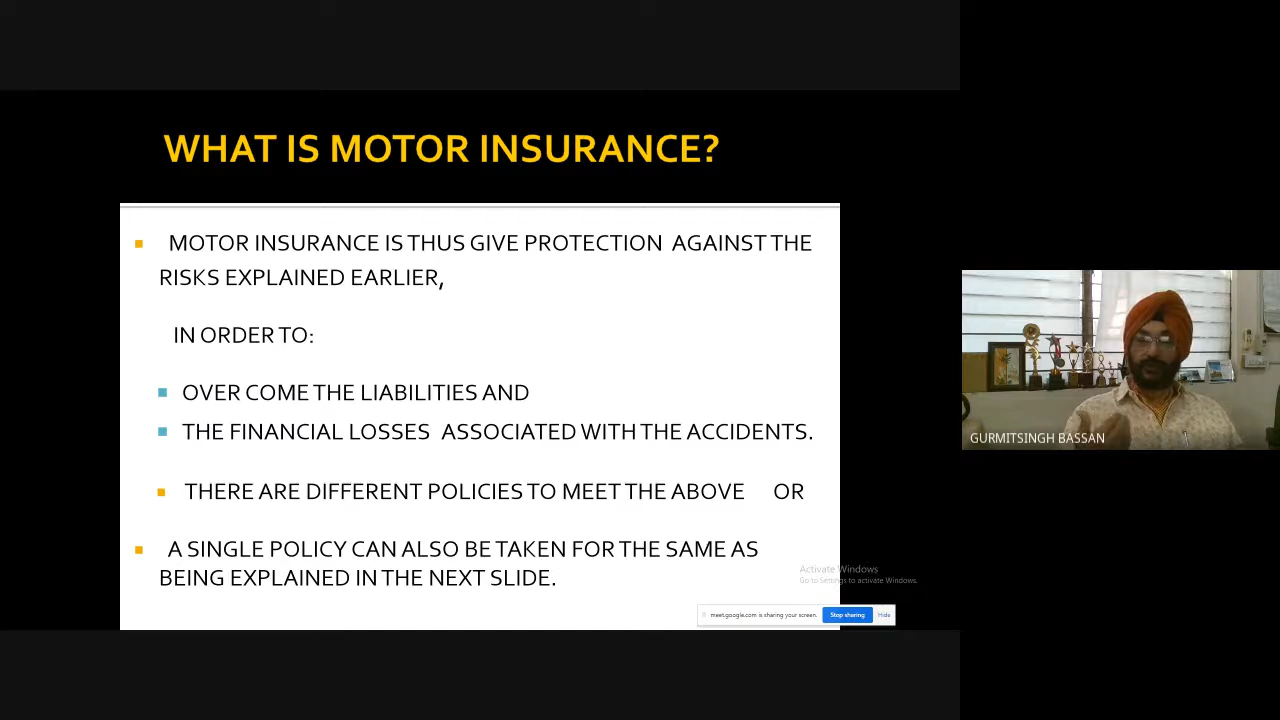 WHAT IS MOTOR INSURANCE?
MOTOR INSURANCE IS THUS GIVE PROTECTION AGAINST THE
RISKS EXPLAINED EARLIER,
IN ORDER TO:
OVER COME THE LIABILITIES AND
THE FINANCIAL LOSSES ASSOCIATED WITH THE ACCIDENTS.
THERE ARE DIFFERENT POLICIES TO MEET THE ABOVE OR
A SINGLE POLICY CAN ALSO BE TAKEN FOR THE SAME AS
BEING EXPLAINED IN THE NEXT SLIDE.
Activate Windows
Go to Settings to activate Windows.
meet.google.com is sharing your screen.
Stop sharing
Hide
GURMITSINGH BASSAN